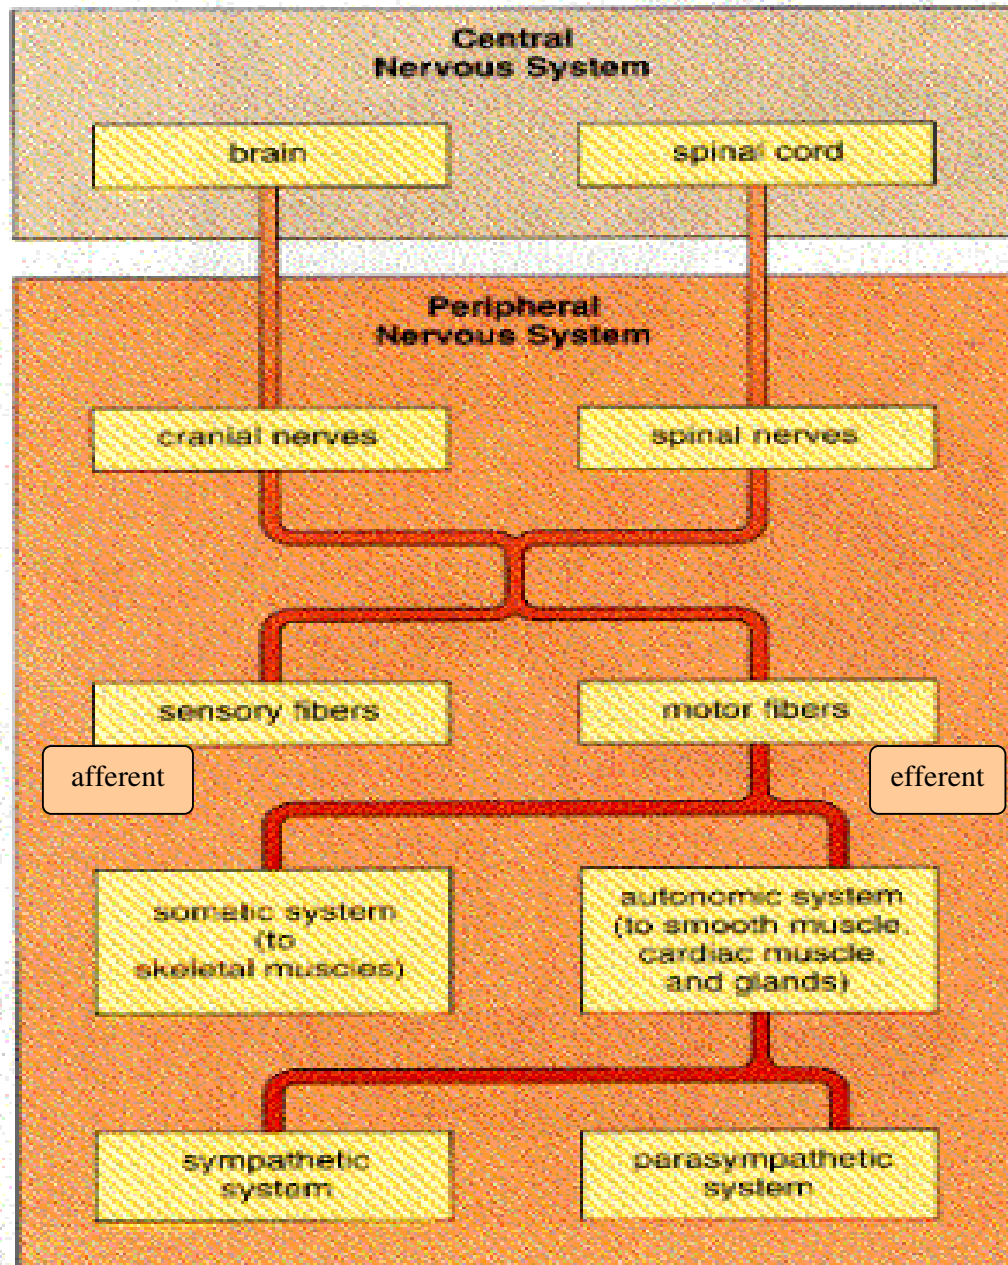 Central
Nervous System
brain
spinal cord
Peripheral
Nervous System
cranial nerves
spinal nerves
sensory fibers
motor fibers
afferent
efferent
somatic system
(to
skeletal muscles)
autonomic system
(to smooth muscle,
cardiac muscle,
and glands)
sympathetic
system
parasympathetic
system